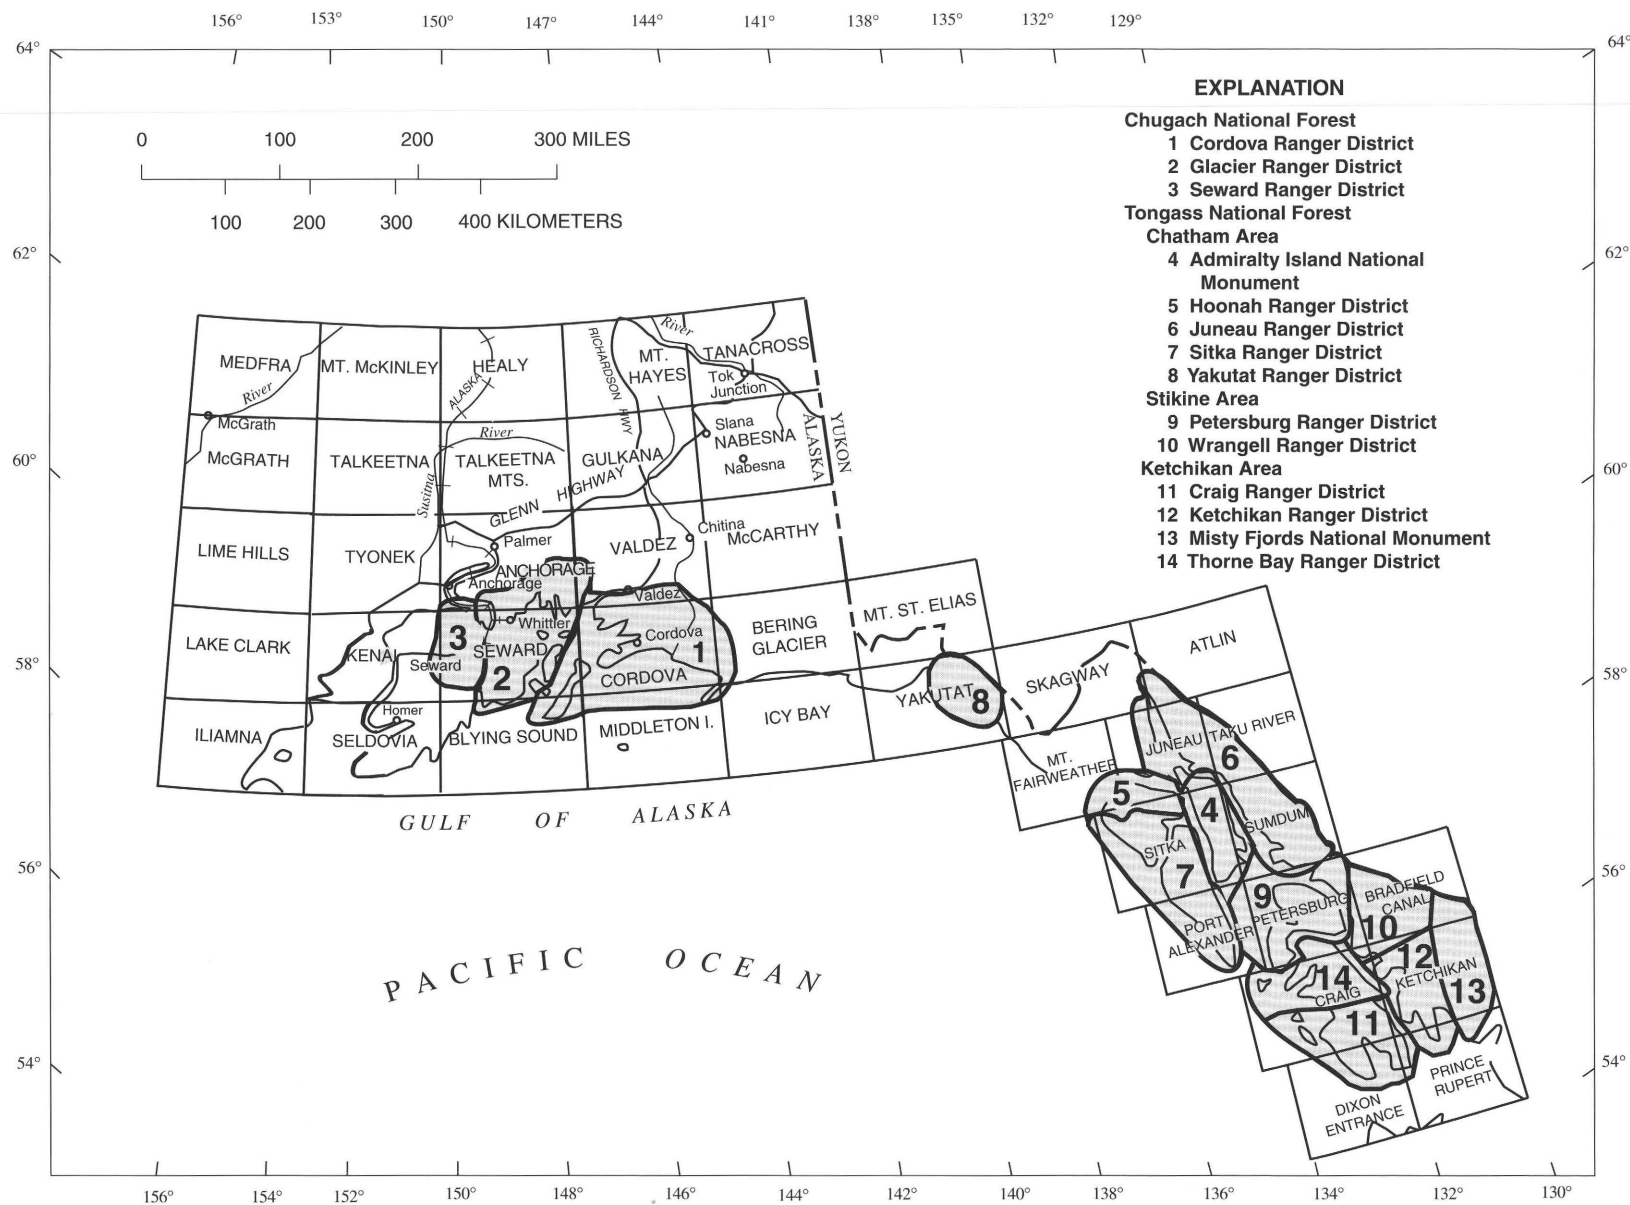 156° 153° 150° 147° 144° 141° 138° 135° 132° 129°
64° 64°
EXPLANATION
Chugach National Forest
1 Cordova Ranger District
2 Glacier Ranger District
3 Seward Ranger District
Tongass National Forest
Chatham Area
4 Admiralty Island National
Monument
5 Hoonah Ranger District
6 Juneau Ranger District
7 Sitka Ranger District
8 Yakutat Ranger District
Stikine Area
9 Petersburg Ranger District
10 Wrangell Ranger District
Ketchikan Area
11 Craig Ranger District
12 Ketchikan Ranger District
13 Misty Fjords National Monument
14 Thorne Bay Ranger District
0 100 200 300 MILES
100 200 300 400 KILOMETERS
62° 62°
MEDFRA
River
McGrath
MT. McKINLEY
HEALY
ALASKA
RICHARDSON HWY
MT.
HAYES
River
TANACROSS
Tok
Junction
McGRATH
TALKEETNA
Susitna
River
TALKEETNA
MTS.
GULKANA
GLENN HIGHWAY
Slana
NABESNA
Nabesna
ALASKA
YUKON
60° 60°
LIME HILLS
TYONEK
Palmer
ANCHORAGE
Anchorage
VALDEZ
Valdez
Chitina
McCARTHY
LAKE CLARK
KENAI
3
Seward
Whittier
SEWARD
2
Cordova
1
CORDOVA
BERING
GLACIER
MT. ST. ELIAS
YAKUTAT
8
SKAGWAY
ATLIN
58° 58°
ILIAMNA
Homer
SELDOVIA
BLYING SOUND
MIDDLETON I.
ICY BAY
MT.
FAIRWEATHER
JUNEAU
TAKU RIVER
6
5
4
SUMDUM
SITKA
7
GULF OF ALASKA
56° 56°
9
PETERSBURG
PORT
ALEXANDER
BRADFIELD
CANAL
10
12
KETCHIKAN
13
14
CRAIG
11
PACIFIC OCEAN
54° 54°
PRINCE
RUPERT
DIXON
ENTRANCE
156° 154° 152° 150° 148° 146° 144° 142° 140° 138° 136° 134° 132° 130°